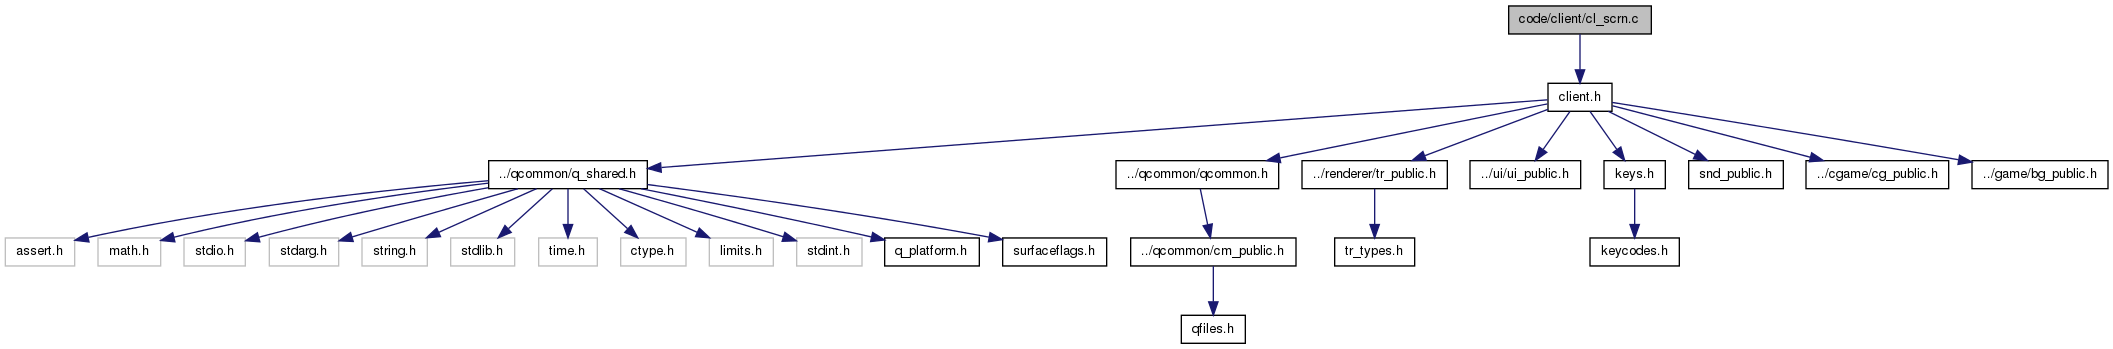 code/client/cl_scrn.c
client.h
../qcommon/q_shared.h
../qcommon/qcommon.h
../renderer/tr_public.h
../ui/ui_public.h
keys.h
snd_public.h
../cgame/cg_public.h
../game/bg_public.h
assert.h
math.h
stdio.h
stdarg.h
string.h
stdlib.h
time.h
ctype.h
limits.h
stdint.h
q_platform.h
surfaceflags.h
../qcommon/cm_public.h
tr_types.h
keycodes.h
qfiles.h